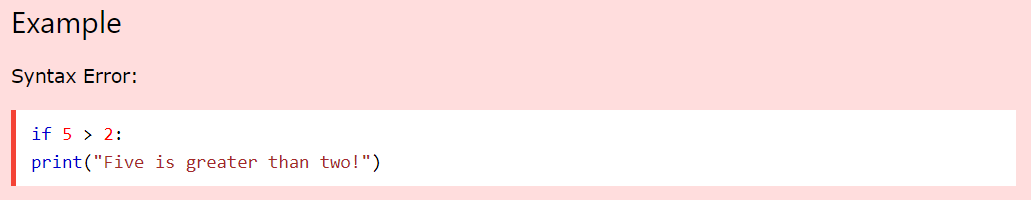 Example
Syntax Error:
if 5 > 2:
print("Five is greater than two!")